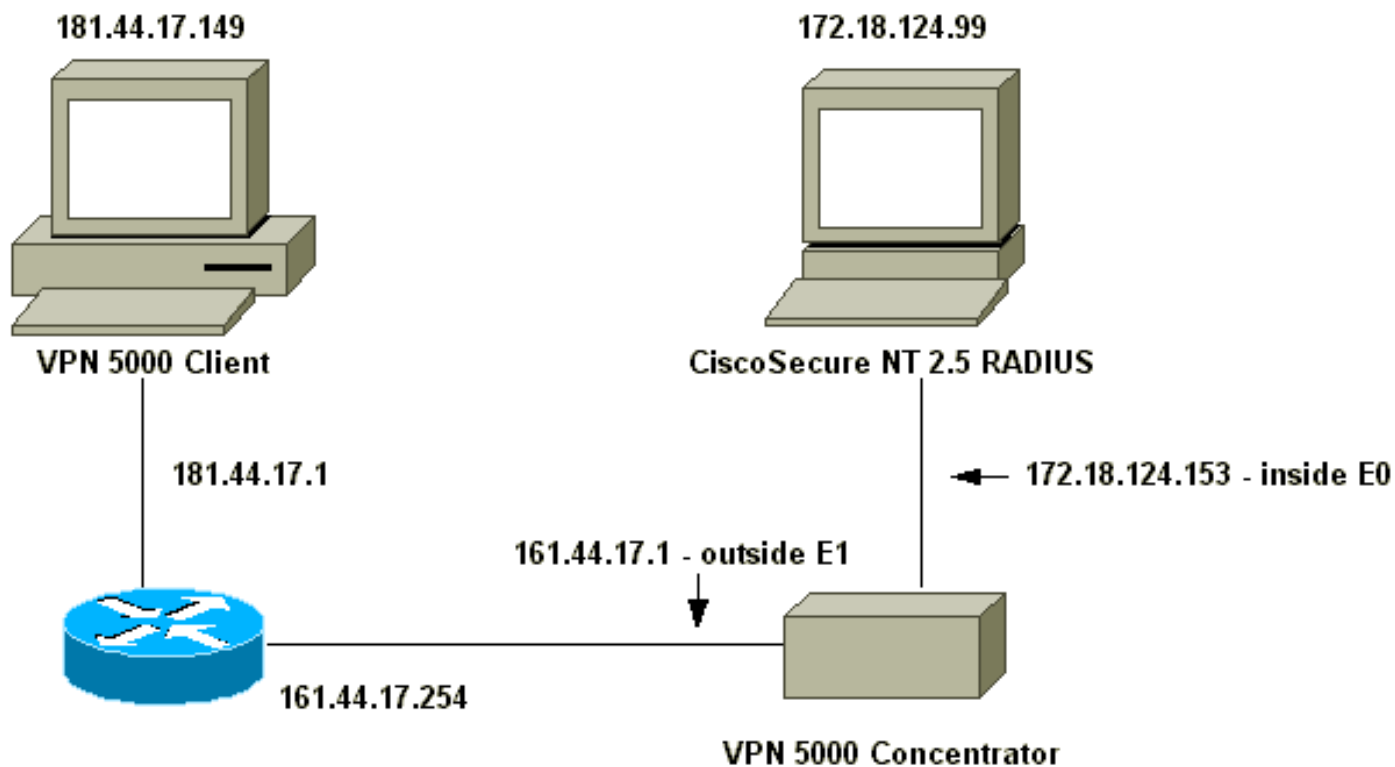 181.44.17.149
172.18.124.99
VPN 5000 Client
CiscoSecure NT 2.5 RADIUS
181.44.17.1
172.18.124.153 - inside E0
161.44.17.1 - outside E1
161.44.17.254
VPN 5000 Concentrator